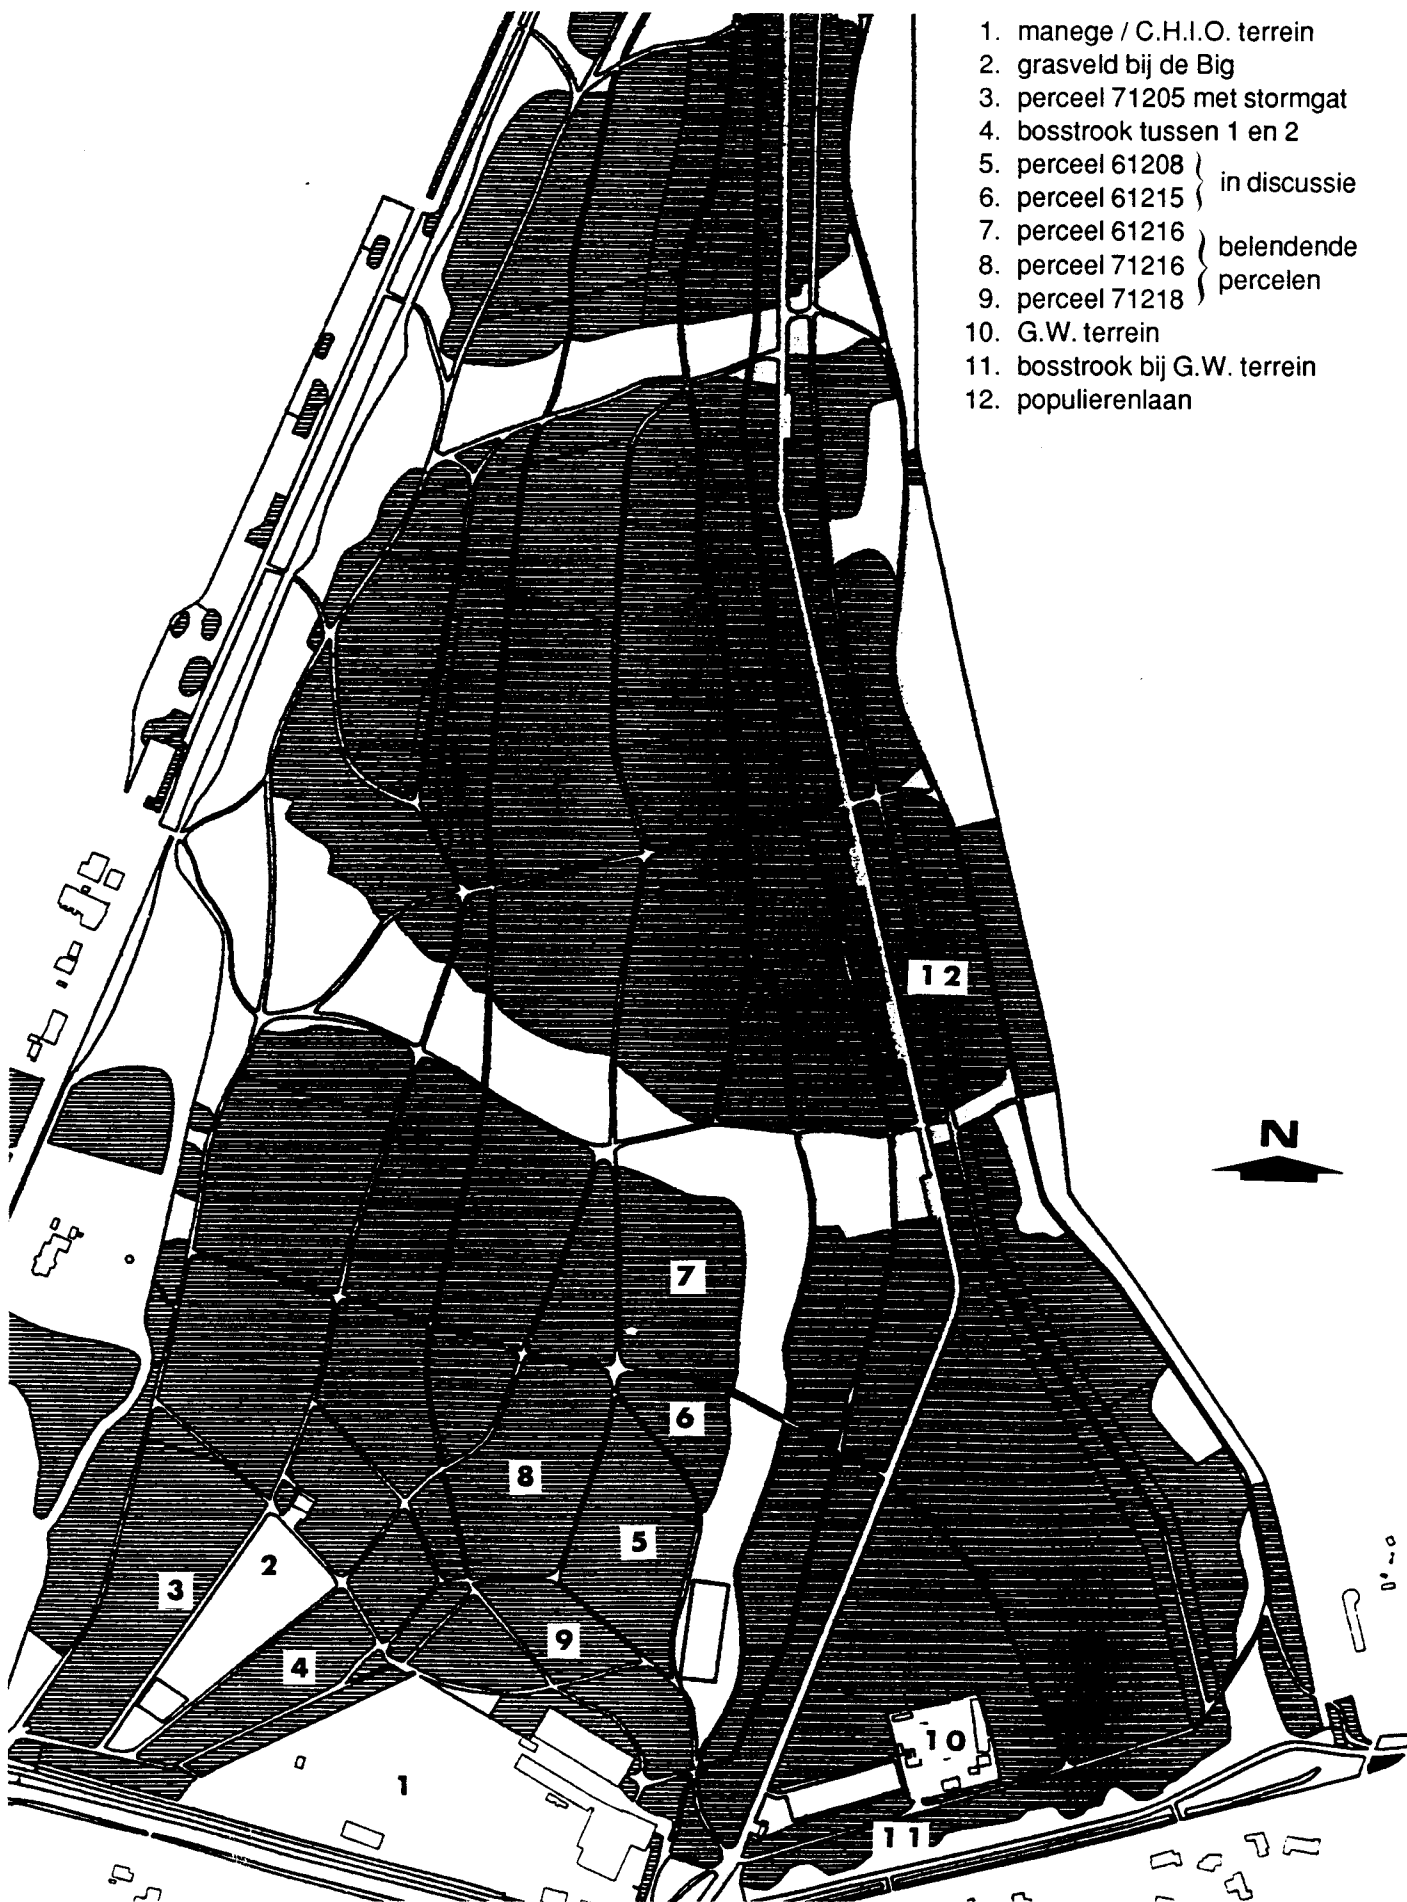 1. manege / C.H.I.O. terrein
2. grasveld bij de Big
3. perceel 71205 met stormgat
4. bosstrook tussen 1 en 2
5. perceel 61208
6. perceel 61215
in discussie
7. perceel 61216
8. perceel 71216
9. perceel 71218
belendende
percelen
10. G.W. terrein
11. bosstrook bij G.W. terrein
12. populierenlaan
12
N
7
6
8
5
2
3
9
4
10
1
11